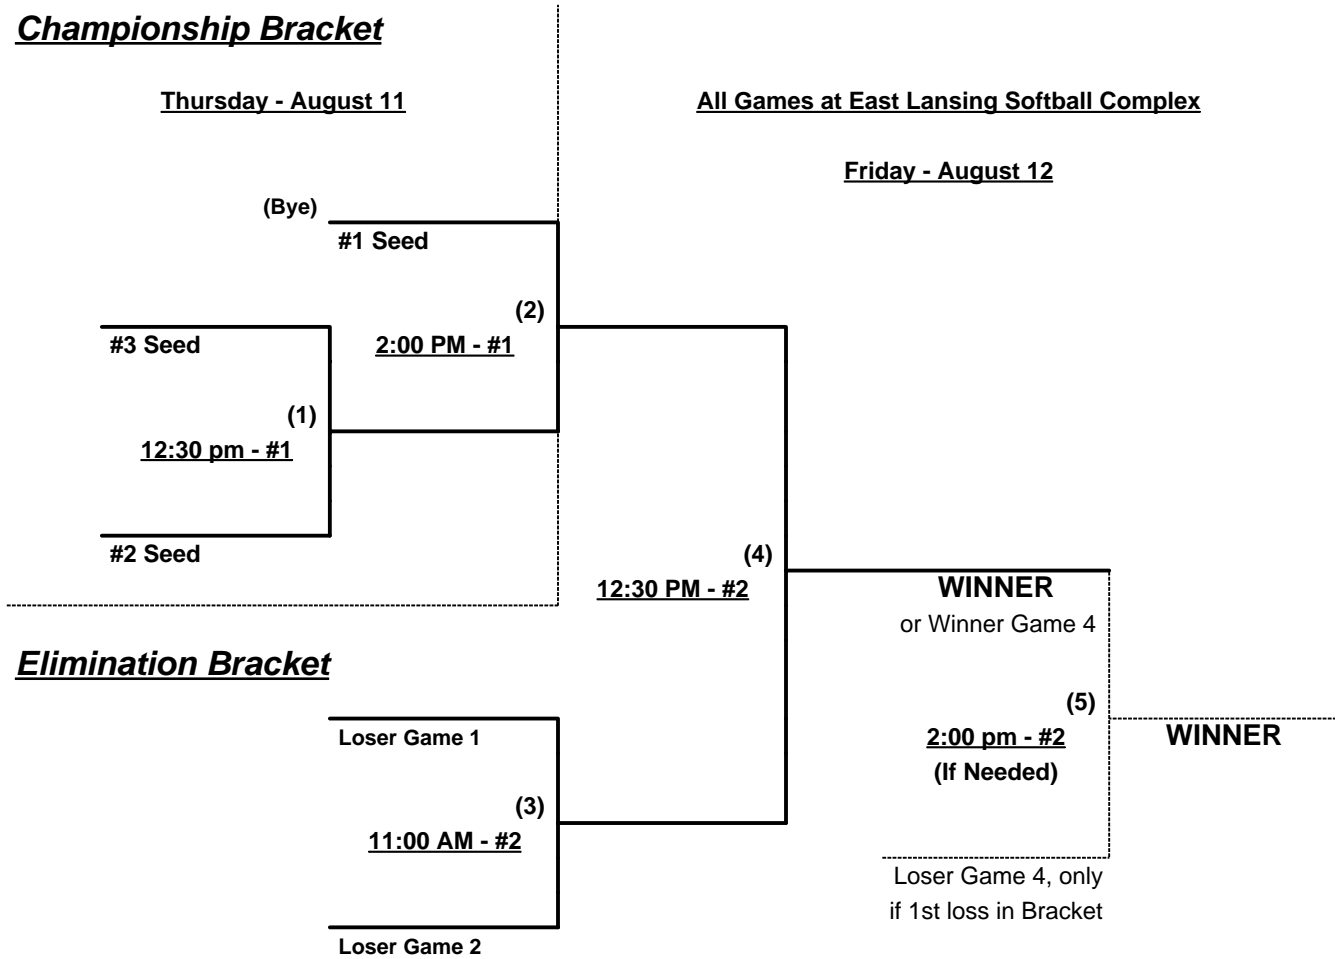 Championship Bracket
Thursday - August 11
All Games at East Lansing Softball Complex
Friday - August 12
(Bye)
#1 Seed
(2)
2:00 PM - #1
#3 Seed
(1)
12:30 pm - #1
#2 Seed
(4)
12:30 PM - #2
WINNER
or Winner Game 4
Elimination Bracket
(5)
2:00 pm - #2
(If Needed)
WINNER
Loser Game 1
(3)
11:00 AM - #2
Loser Game 4, only
if 1st loss in Bracket
Loser Game 2